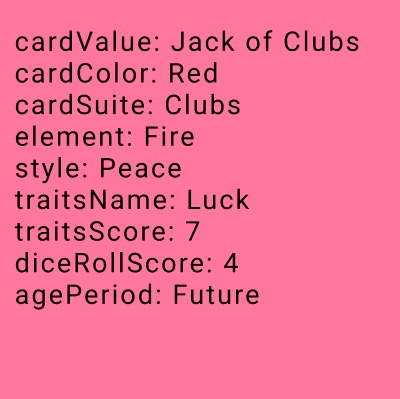 cardValue: Jack of Clubs
cardColor: Red
cardSuite: Clubs
element: Fire
style: Peace
traitsName: Luck
traitsScore: 7
diceRollScore: 4
agePeriod: Future